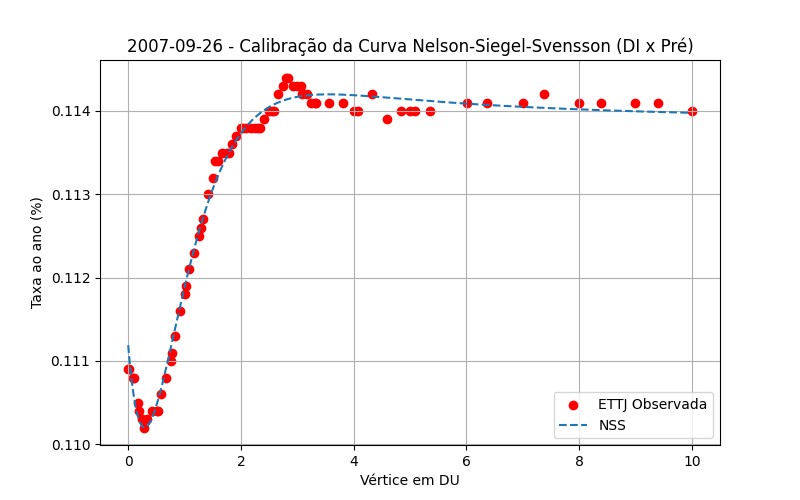 2007-09-26 - Calibração da Curva Nelson-Siegel-Svensson (DI x Pré)
Taxa ao ano (%)
0.114
0.113
0.112
0.111
0.110
ETTJ Observada
NSS
0
2
4
6
8
10
Vértice em DU